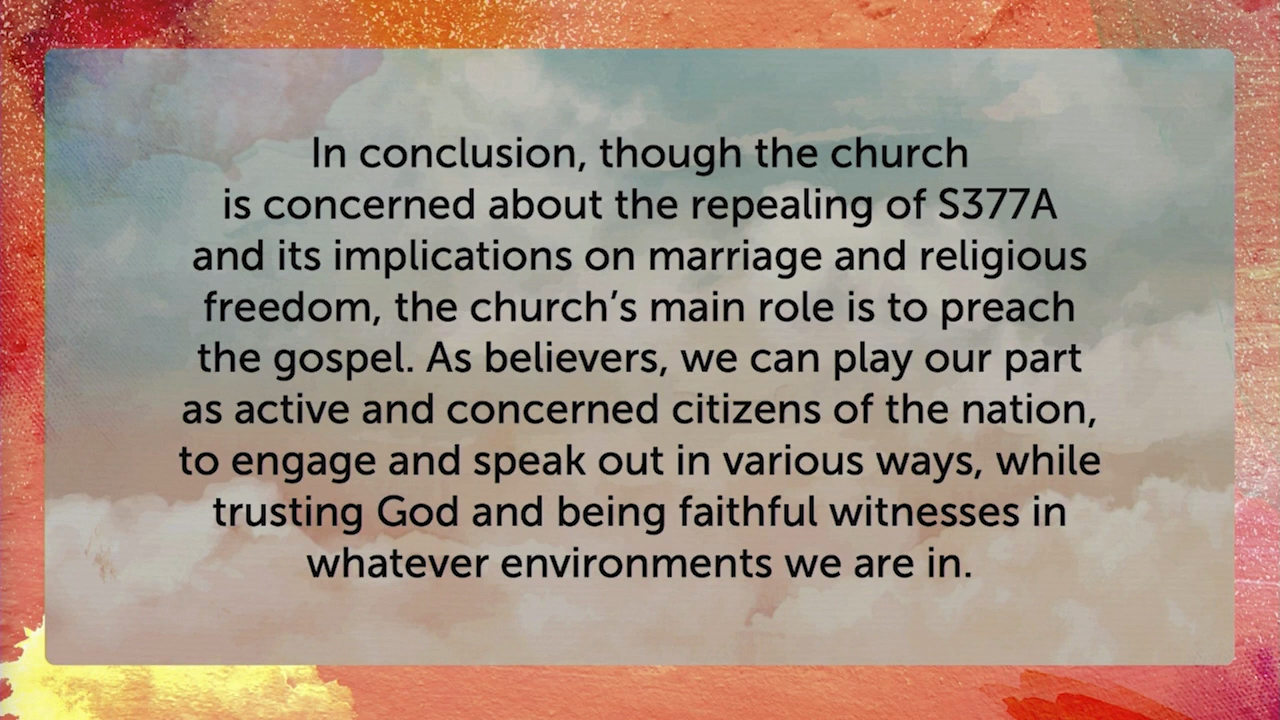 In conclusion, though the church
is concerned about the repealing of S377A
and its implications on marriage and religious
freedom, the church’s main role is to preach
the gospel. As believers, we can play our part
as active and concerned citizens of the nation,
to engage and speak out in various ways, while
trusting God and being faithful witnesses in
whatever environments we are in.